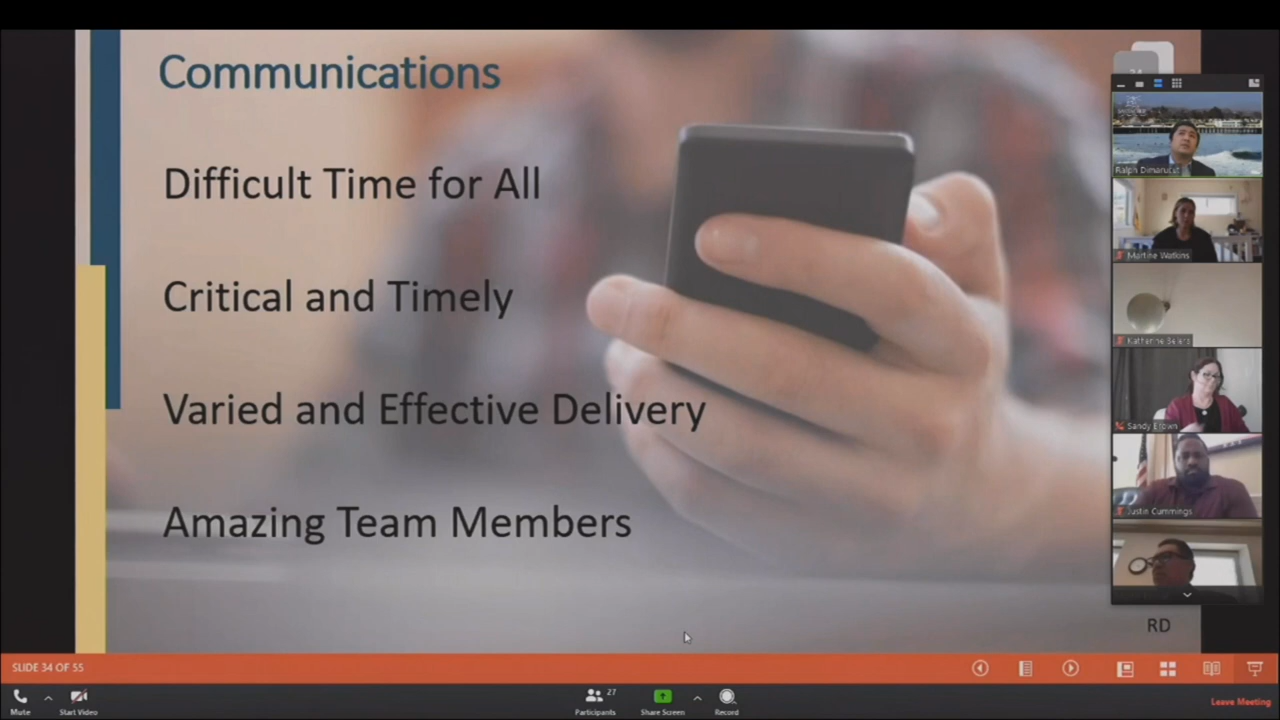 Communications
Difficult Time for All
Critical and Timely
Varied and Effective Delivery
Amazing Team Members
Martine Watkins
Sandy Brown
Justin Cummings
RD
SLIDE 34 OF 55
Mute
Start Video
Participants
27
Share Screen
Record
Leave Meeting